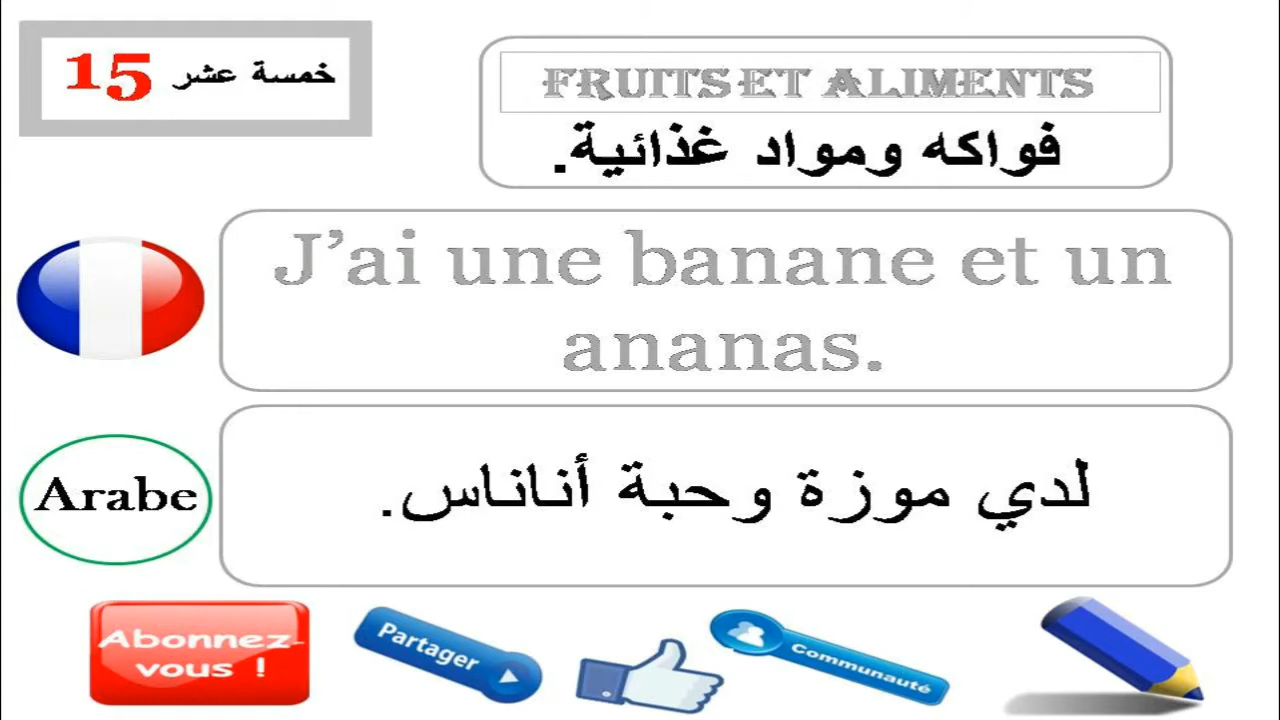 15 خمسة عشر
FRUITS ET ALIMENTS
فواكه ومواد غذائية.
J’ai une banane et un
ananas.
Arabe
لدي موزة وحبة أناناس.
Abonnez-
vous !
Partager
Communauté